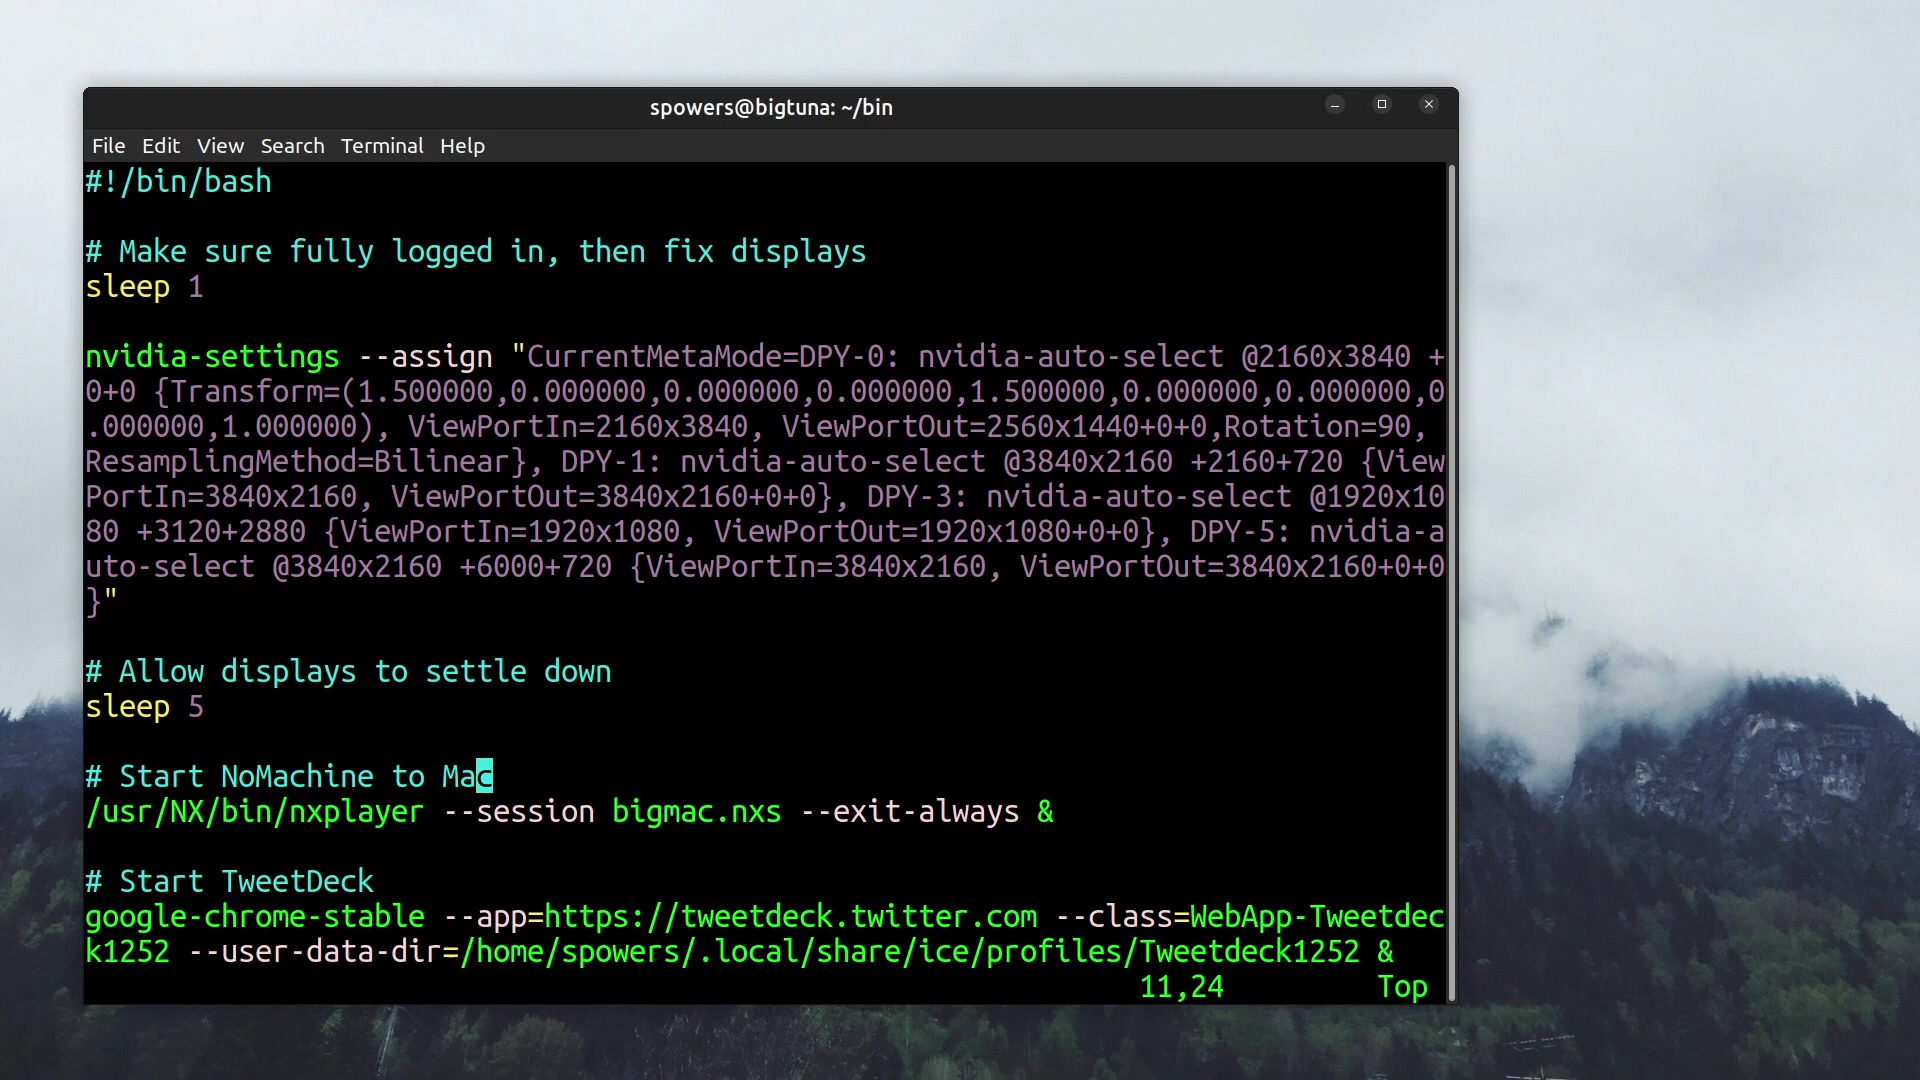 spowers@bigtuna: ~/bin
File Edit View Search Terminal Help
#!/bin/bash
# Make sure fully logged in, then fix displays
sleep 1
nvidia-settings --assign "CurrentMetaMode=DPY-0: nvidia-auto-select @2160x3840 +
0+0 {Transform=(1.500000,0.000000,0.000000,0.000000,1.500000,0.000000,0.000000,0
.000000,1.000000), ViewPortIn=2160x3840, ViewPortOut=2560x1440+0+0,Rotation=90,
ResamplingMethod=Bilinear}, DPY-1: nvidia-auto-select @3840x2160 +2160+720 {View
PortIn=3840x2160, ViewPortOut=3840x2160+0+0}, DPY-3: nvidia-auto-select @1920x10
80 +3120+2880 {ViewPortIn=1920x1080, ViewPortOut=1920x1080+0+0}, DPY-5: nvidia-a
uto-select @3840x2160 +6000+720 {ViewPortIn=3840x2160, ViewPortOut=3840x2160+0+0
}"
# Allow displays to settle down
sleep 5
# Start NoMachine to Mac
/usr/NX/bin/nxplayer --session bigmac.nxs --exit-always &
# Start TweetDeck
google-chrome-stable --app=https://tweetdeck.twitter.com --class=WebApp-Tweetdec
k1252 --user-data-dir=/home/spowers/.local/share/ice/profiles/Tweetdeck1252 &
11,24 Top